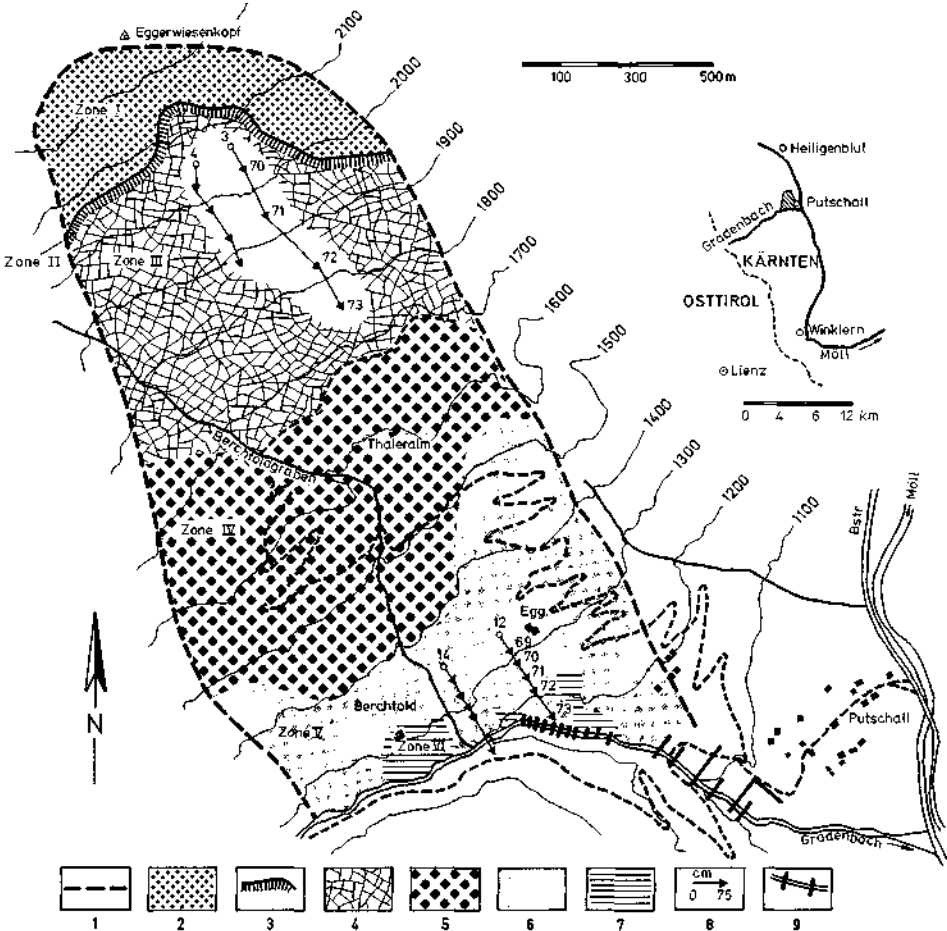 Eggerwiesenkopf
2100
2000
1900
1800
1700
1600
1500
1400
1300
1200
1100
100 300 500 m
Zone I
Zone II
Zone III
3
4
70
71
72
73
Heiligenblut
Putschall
Gradenbach
KÄRNTEN
OSTTIROL
Winklern
Möll
Lienz
0 4 6 12 km
Berchtoldgraben
Thaleralm
Zone IV
Egg
12
69
70
71
72
73
14
Berchtold
Zone V
Zone VI
N
Bstr
Möll
Putschall
Gradenbach
cm
0 75
1 2 3 4 5 6 7 8 9